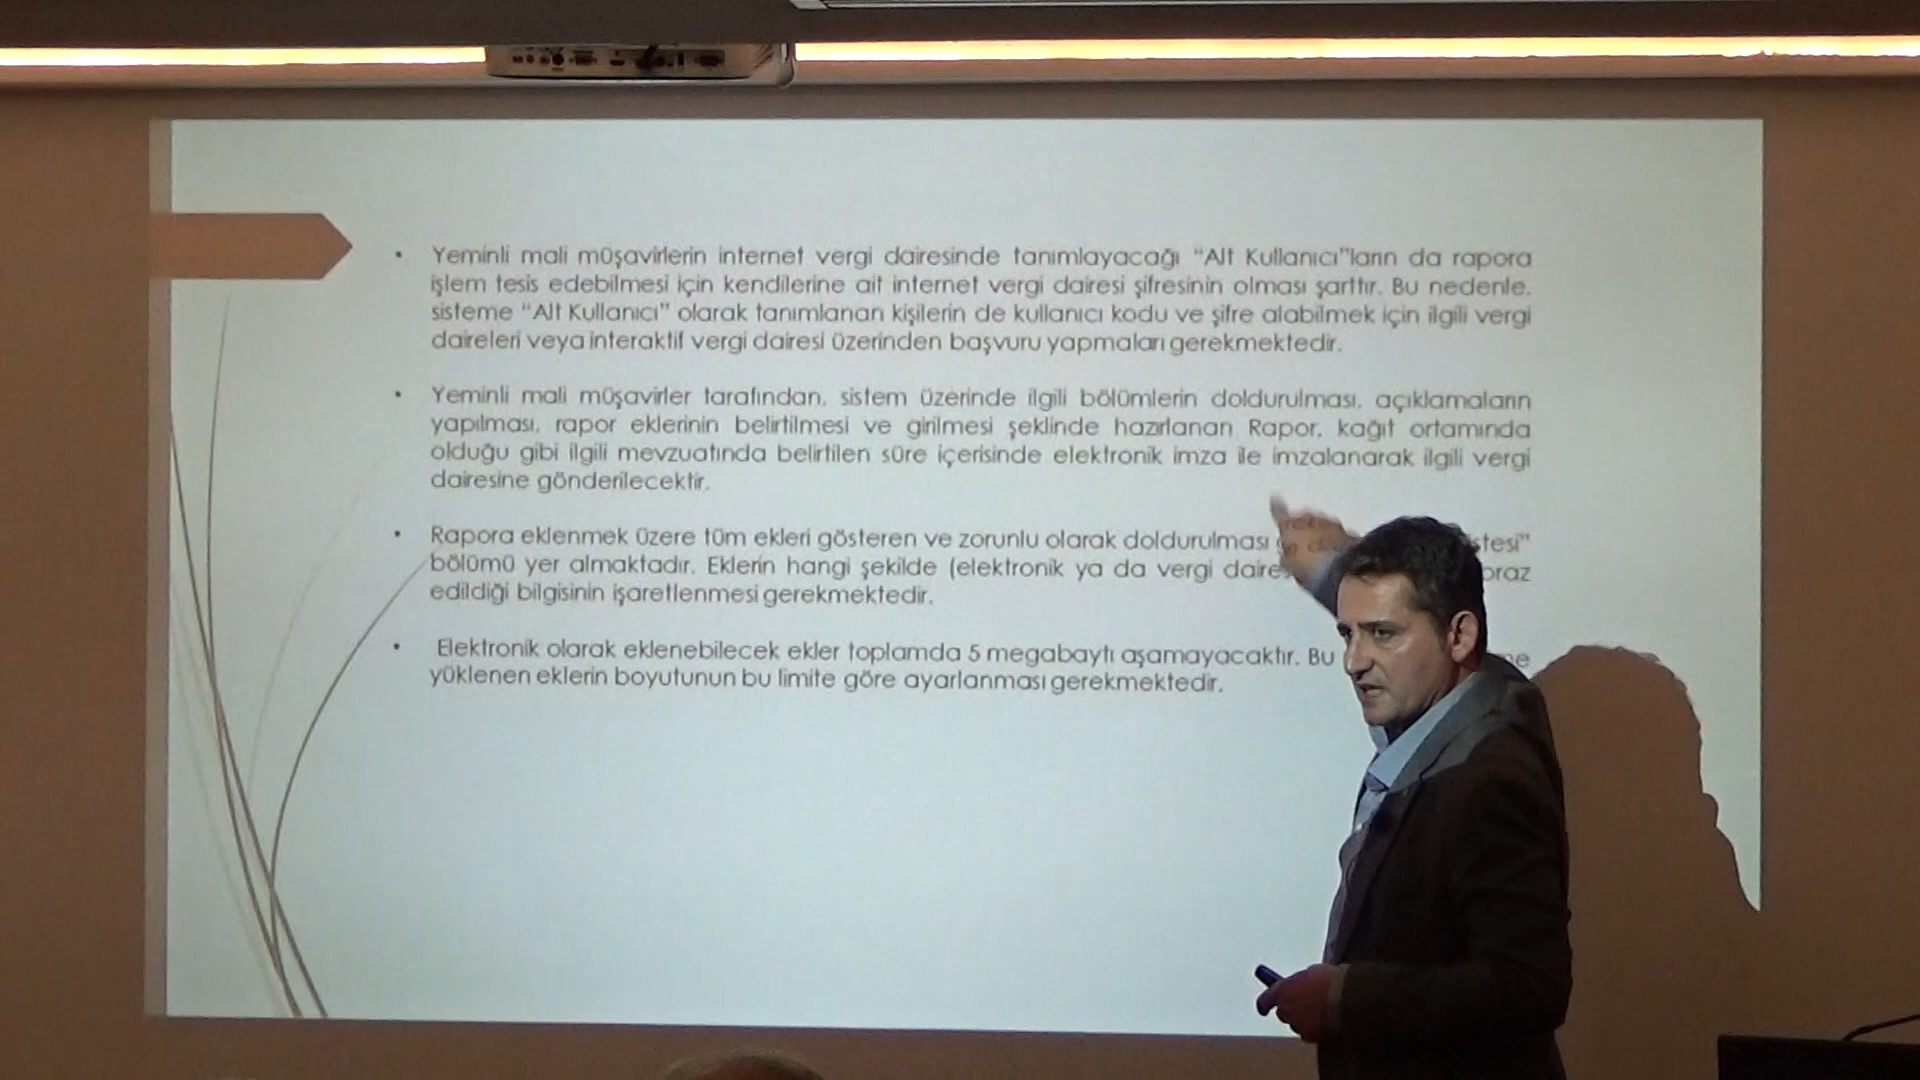 • Yeminli mali müşavirlerin internet vergi dairesinde tanımlayacağı “Alt Kullanıcı”ların da rapora
işlem tesis edebilmesi için kendilerine ait internet vergi dairesi şifresinin olması şarttır. Bu nedenle,
sisteme “Alt Kullanıcı” olarak tanımlanan kişilerin de kullanıcı kodu ve şifre alabilmek için ilgili vergi
daireleri veya interaktif vergi dairesi üzerinden başvuru yapmaları gerekmektedir.
• Yeminli mali müşavirler tarafından, sistem üzerinde ilgili bölümlerin doldurulması, açıklamaların
yapılması, rapor eklerinin belirtilmesi ve girilmesi şeklinde hazırlanan Rapor, kağıt ortamında
olduğu gibi ilgili mevzuatında belirtilen süre içerisinde elektronik imza ile imzalanarak ilgili vergi
dairesine gönderilecektir.
• Rapora eklenmek üzere tüm ekleri gösteren ve zorunlu olarak doldurulması
bölümü yer almaktadır. Eklerin hangi şekilde (elektronik ya da vergi
edildiği bilgisinin işaretlenmesi gerekmektedir.
• Elektronik olarak eklenebilecek ekler toplamda 5 megabaytı aşamayacaktır. Bu
yüklenen eklerin boyutunun bu limite göre ayarlanması gerekmektedir.